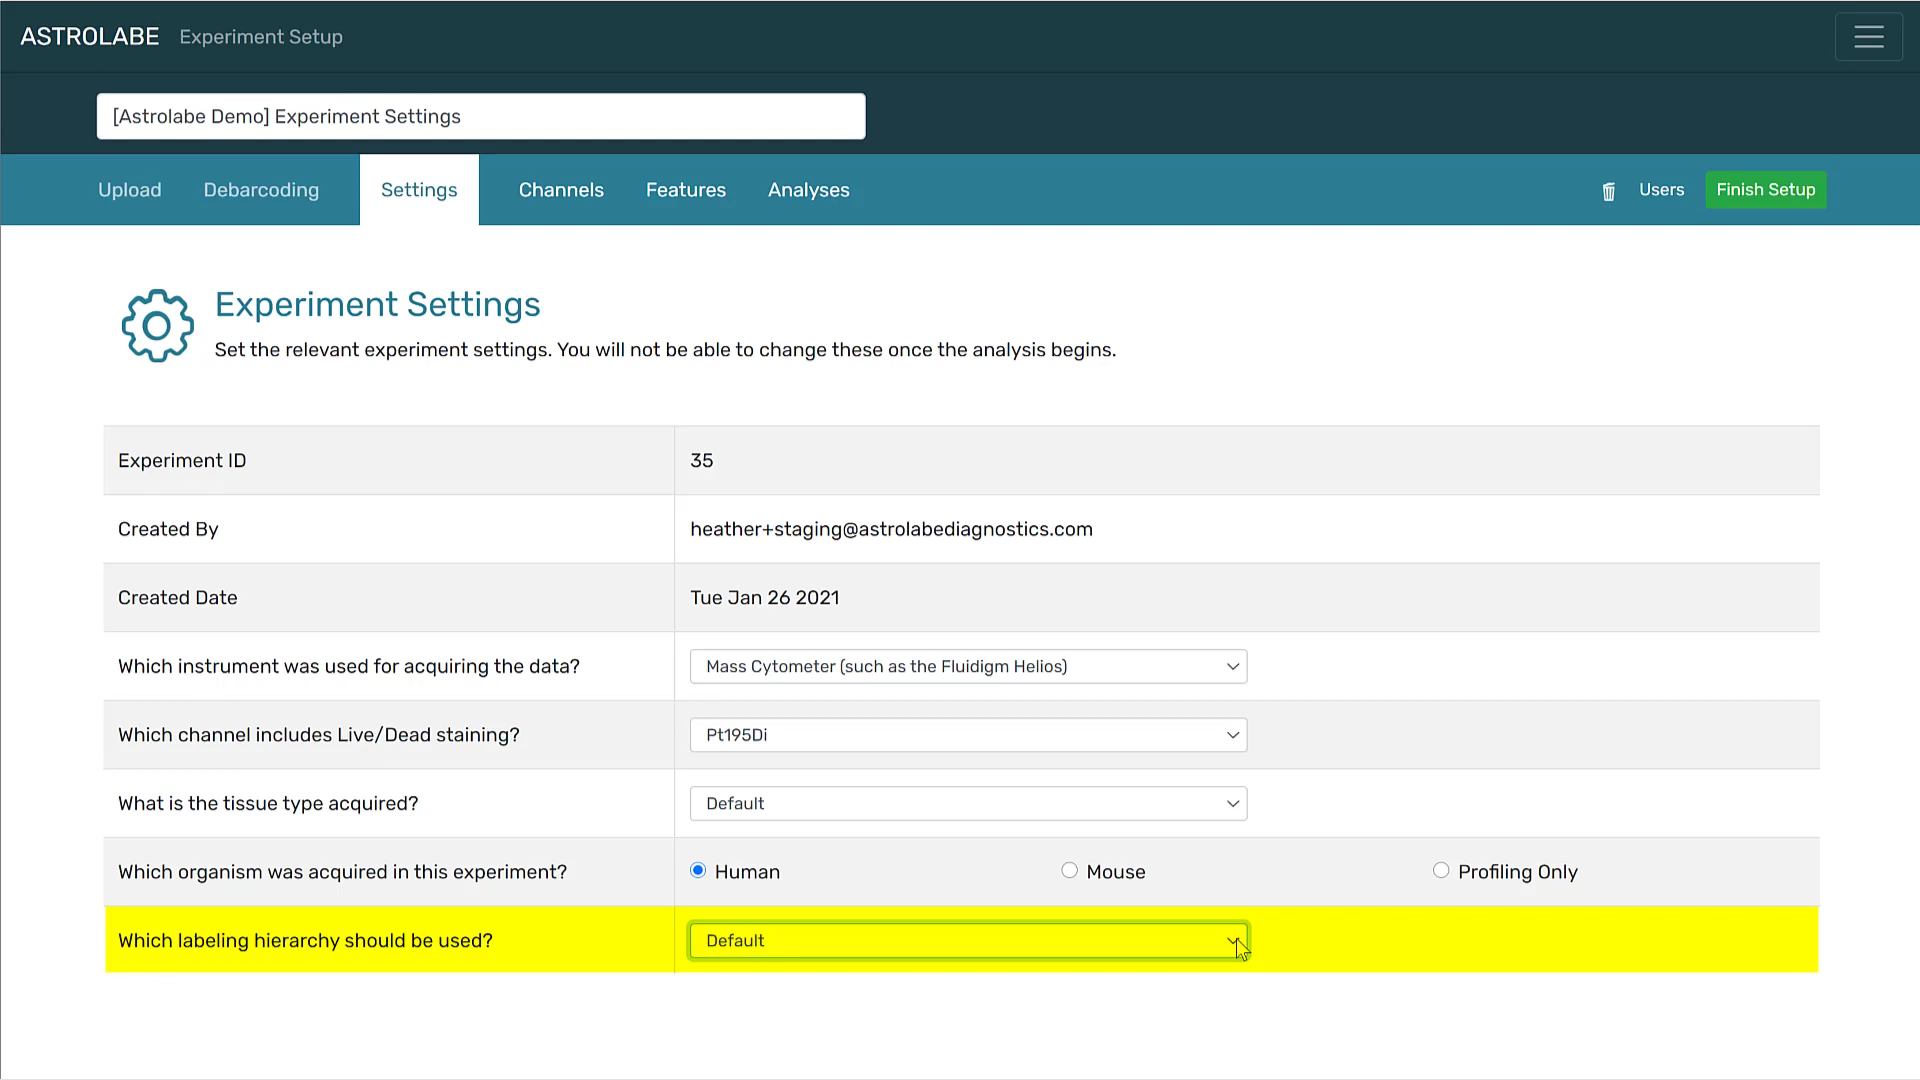 ASTROLABE Experiment Setup
[Astrolabe Demo] Experiment Settings
Upload Debarcoding Settings Channels Features Analyses Users Finish Setup
Experiment Settings
Set the relevant experiment settings. You will not be able to change these once the analysis begins.
Experiment ID 35
Created By heather+staging@astrolabediagnostics.com
Created Date Tue Jan 26 2021
Which instrument was used for acquiring the data? Mass Cytometer (such as the Fluidigm Helios)
Which channel includes Live/Dead staining? Pt195Di
What is the tissue type acquired? Default
Which organism was acquired in this experiment? Human Mouse Profiling Only
Which labeling hierarchy should be used? Default